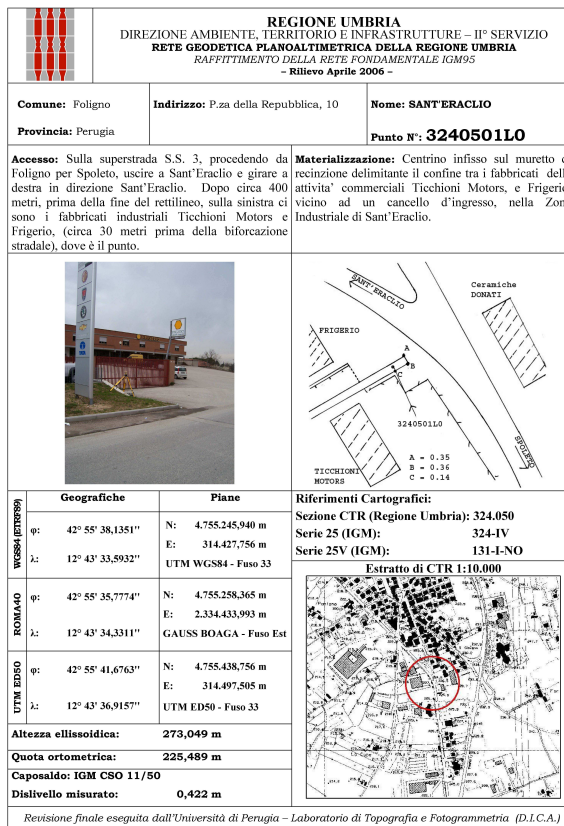 REGIONE UMBRIA
DIREZIONE AMBIENTE, TERRITORIO E INFRASTRUTTURE – II° SERVIZIO
RETE GEODETICA PLANOALTIMETRICA DELLA REGIONE UMBRIA
RAFFITTIMENTO DELLA RETE FONDAMENTALE IGM95
– Rilievo Aprile 2006 –
Comune: Foligno
Provincia: Perugia
Indirizzo: P.za della Repubblica, 10
Nome: SANT'ERACLIO
Punto N°: 3240501L0
Accesso: Sulla superstrada S.S. 3, procedendo da
Foligno per Spoleto, uscire a Sant'Eraclio e girare a
destra in direzione Sant'Eraclio. Dopo circa 400
metri, prima della fine del rettilineo, sulla sinistra ci
sono i fabbricati industriali Ticchioni Motors e
Frigerio, (circa 30 metri prima della biforcazione
stradale), dove è il punto.
Materializzazione: Centrino infisso sul muretto
recinzione delimitante il confine tra i fabbricati dell
attivita' commerciali Ticchioni Motors, e Frigeri
vicino ad un cancello d'ingresso, nella Zon
Industriale di Sant'Eraclio.
SANT'ERACLIO
Ceramiche
DONATI
FRIGERIO
A
B
C
3240501L0
A = 0.35
B = 0.36
C = 0.14
TICCHIONI
MOTORS
SPOLETO
Geografiche Piane
WGS84 (ETRF89)
φ: 42° 55' 38,1351'' N: 4.755.245,940 m
λ: 12° 43' 33,5932'' E: 314.427,756 m
UTM WGS84 - Fuso 33
ROMA40
φ: 42° 55' 35,7774'' N: 4.755.258,365 m
λ: 12° 43' 34,3311'' E: 2.334.433,993 m
GAUSS BOAGA - Fuso Est
UTM ED50
φ: 42° 55' 41,6763'' N: 4.755.438,756 m
λ: 12° 43' 36,9157'' E: 314.497,505 m
UTM ED50 - Fuso 33
Altezza ellissoidica: 273,049 m
Quota ortometrica: 225,489 m
Caposaldo: IGM CSO 11/50
Dislivello misurato: 0,422 m
Riferimenti Cartografici:
Sezione CTR (Regione Umbria): 324.050
Serie 25 (IGM): 324-IV
Serie 25V (IGM): 131-I-NO
Estratto di CTR 1:10.000
Revisione finale eseguita dall'Università di Perugia – Laboratorio di Topografia e Fotogrammetria (D.I.C.A.)